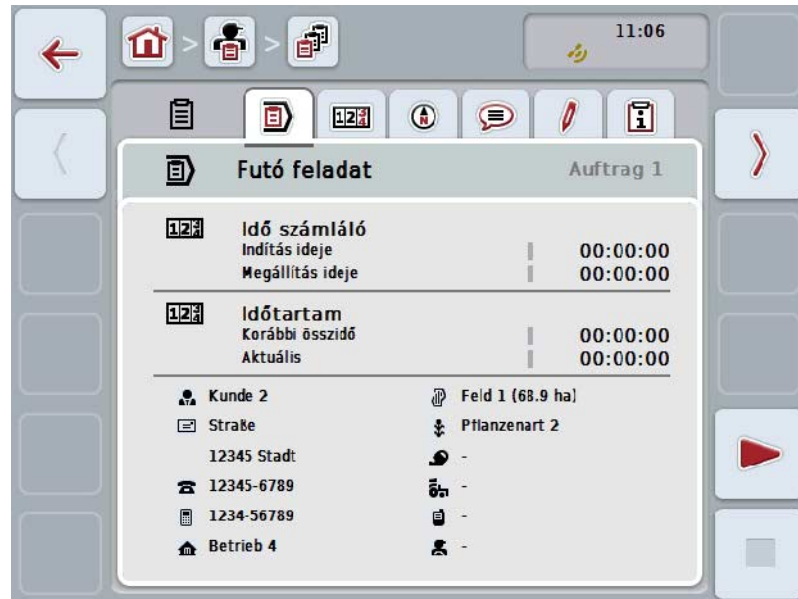 11:06
Futó feladat Auftrag 1
Idő számláló
Indítás ideje 00:00:00
Megállítás ideje 00:00:00
Időtartam
Korábbi összidő 00:00:00
Aktuális 00:00:00
Kunde 2 Feld 1 (68.9 ha)
Straße Pflanzenart 2
12345 Stadt -
12345-6789 -
1234-56789 -
Betrieb 4 -